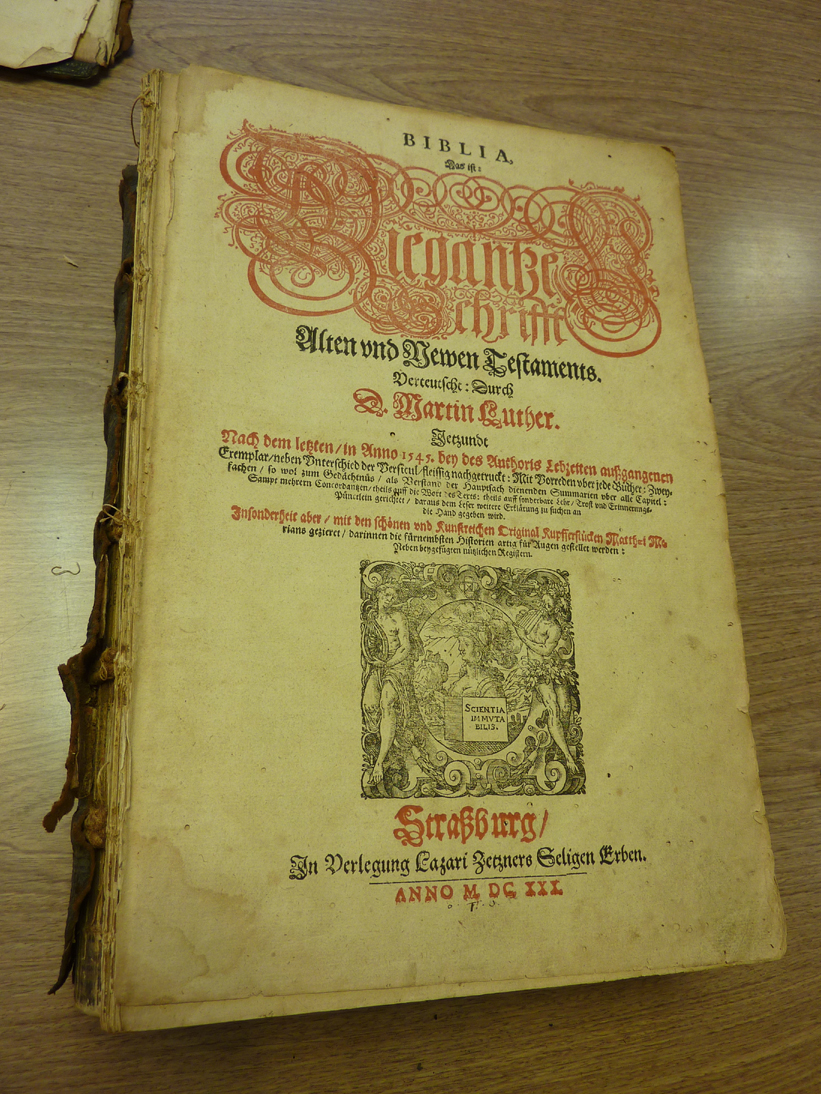 BIBLIA,
Das ist:
Die gantze
Schrifft
Alten vnd Newen Testaments.
Verteutscht: Durch
D. Martin Luther.
Jetzundt
Nach dem letzten / in Anno 1545. bey des Authoris Lebzeiten außgangenen
Exemplar / neben Vnterschied der Versicul / fleissig nachgetruckt: Mit Vorreden vber jede Bücher: Zwey-
fachen / so wol zum Gedächtnüs / als Verstand der Hauptsach dienenden Summarien vber alle Capitel:
Sampt mehrern Concordantzen / theils auff die Wort des Texts: theils auff sonderbare Lehr / Trost vnd Erinnerungs-
Püncklein gerichtet / daraus dem Leser weitere Erklärung zu suchen an
die Hand gegeben wird.
Insonderheit aber / mit den schönen vnd Kunstreichen Original Kupfferstücken Matthæi Me-
rians gezieret / darinnen die fürnembsten Historien artig für Augen gestellet werden:
Neben beygefügten nützlichen Registern.
SCIENTIA
IMMVTA
BILIS.
Straßburg /
In Verlegung Lazari Zetzners Seligen Erben.
ANNO M DC XXX.